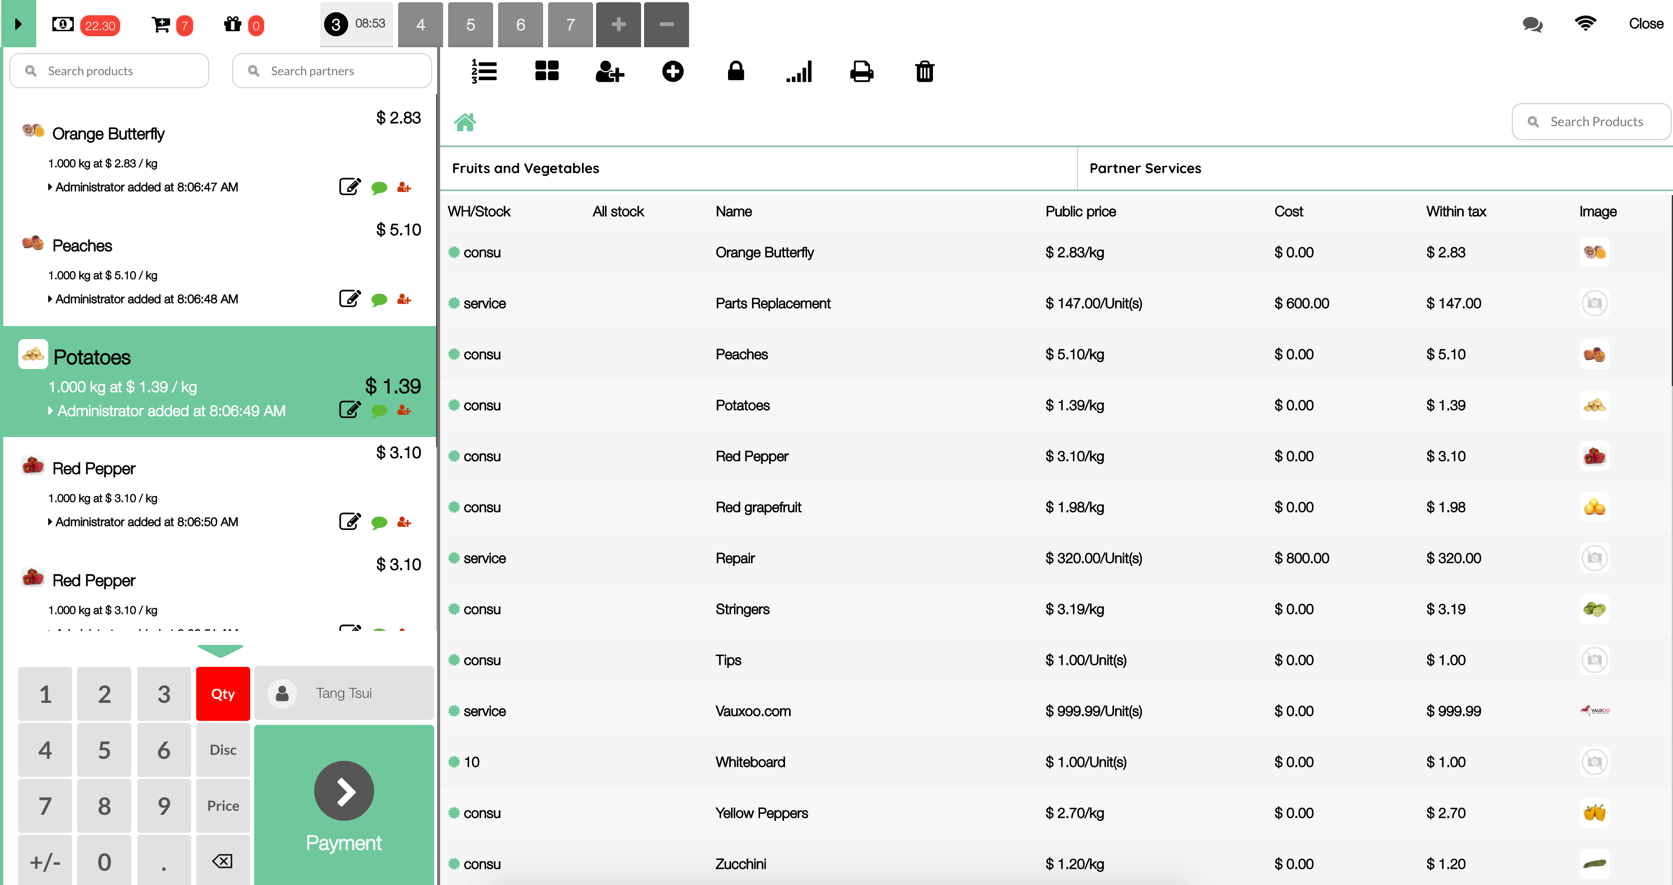 22.30
7
0
3 08:53
4
5
6
7
+
−
Close
Search products
Search partners
1
2
3
Search Products
$ 2.83
Orange Butterfly
1.000 kg at $ 2.83 / kg
Administrator added at 8:06:47 AM
$ 5.10
Peaches
1.000 kg at $ 5.10 / kg
Administrator added at 8:06:48 AM
Potatoes
1.000 kg at $ 1.39 / kg
$ 1.39
Administrator added at 8:06:49 AM
$ 3.10
Red Pepper
1.000 kg at $ 3.10 / kg
Administrator added at 8:06:50 AM
$ 3.10
Red Pepper
1.000 kg at $ 3.10 / kg
1 2 3 Qty
4 5 6 Disc
7 8 9 Price
+/- 0 .
Tang Tsui
Payment
Fruits and Vegetables Partner Services
WH/Stock All stock Name Public price Cost Within tax Image
consu Orange Butterfly $ 2.83/kg $ 0.00 $ 2.83
service Parts Replacement $ 147.00/Unit(s) $ 600.00 $ 147.00
consu Peaches $ 5.10/kg $ 0.00 $ 5.10
consu Potatoes $ 1.39/kg $ 0.00 $ 1.39
consu Red Pepper $ 3.10/kg $ 0.00 $ 3.10
consu Red grapefruit $ 1.98/kg $ 0.00 $ 1.98
service Repair $ 320.00/Unit(s) $ 800.00 $ 320.00
consu Stringers $ 3.19/kg $ 0.00 $ 3.19
consu Tips $ 1.00/Unit(s) $ 0.00 $ 1.00
service Vauxoo.com $ 999.99/Unit(s) $ 0.00 $ 999.99 VAUXOO
10 Whiteboard $ 1.00/Unit(s) $ 0.00 $ 1.00
consu Yellow Peppers $ 2.70/kg $ 0.00 $ 2.70
consu Zucchini $ 1.20/kg $ 0.00 $ 1.20